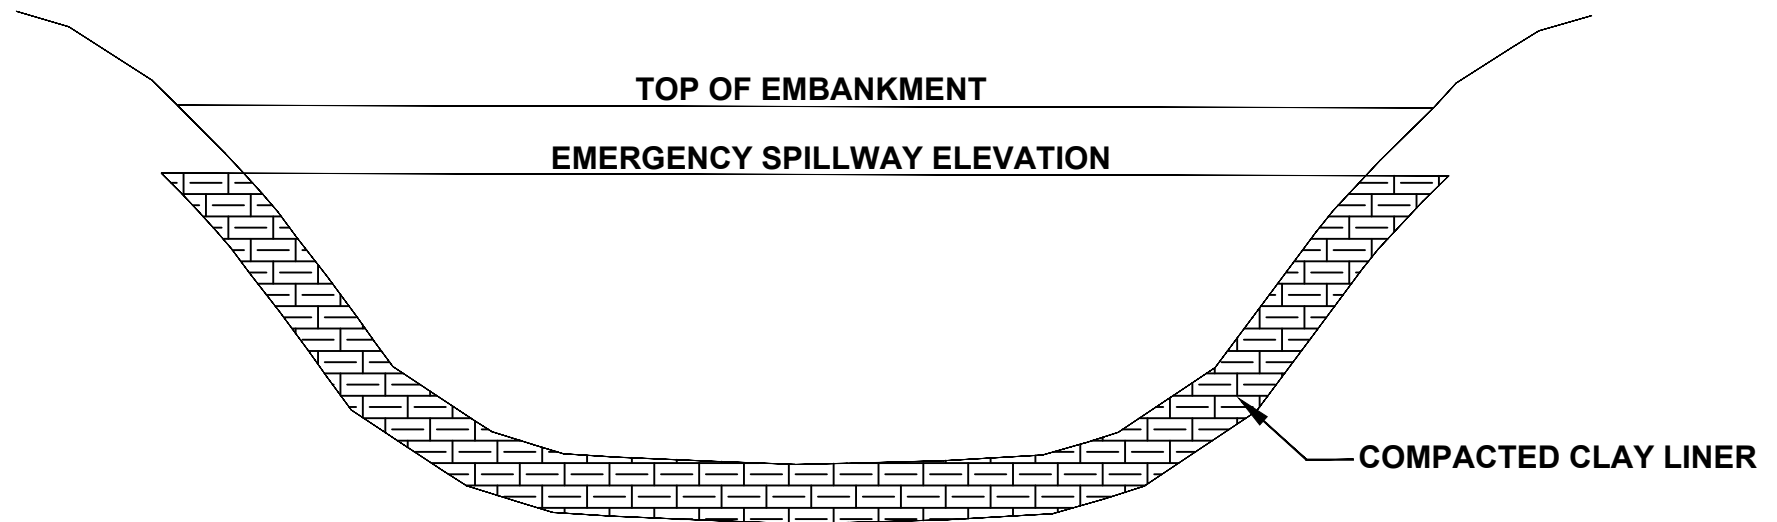 TOP OF EMBANKMENT
EMERGENCY SPILLWAY ELEVATION
COMPACTED CLAY LINER